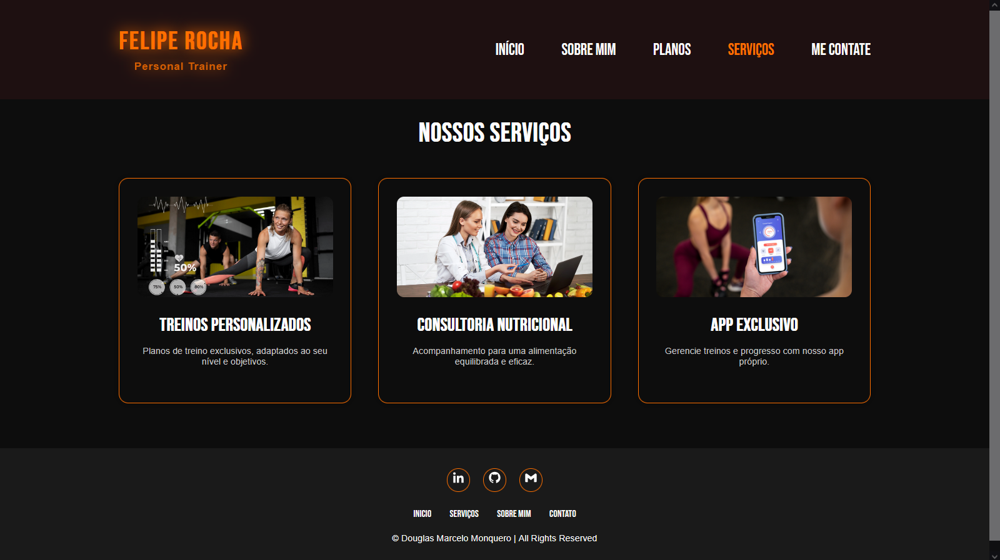 FELIPE ROCHA
Personal Trainer
INÍCIO SOBRE MIM PLANOS SERVIÇOS ME CONTATE
NOSSOS SERVIÇOS
50%
75% 50% 80%
TREINOS PERSONALIZADOS
Planos de treino exclusivos, adaptados ao seu
nível e objetivos.
CONSULTORIA NUTRICIONAL
Acompanhamento para uma alimentação
equilibrada e eficaz.
APP EXCLUSIVO
Gerencie treinos e progresso com nosso app
próprio.
in
INICIO SERVIÇOS SOBRE MIM CONTATO
© Douglas Marcelo Monquero | All Rights Reserved